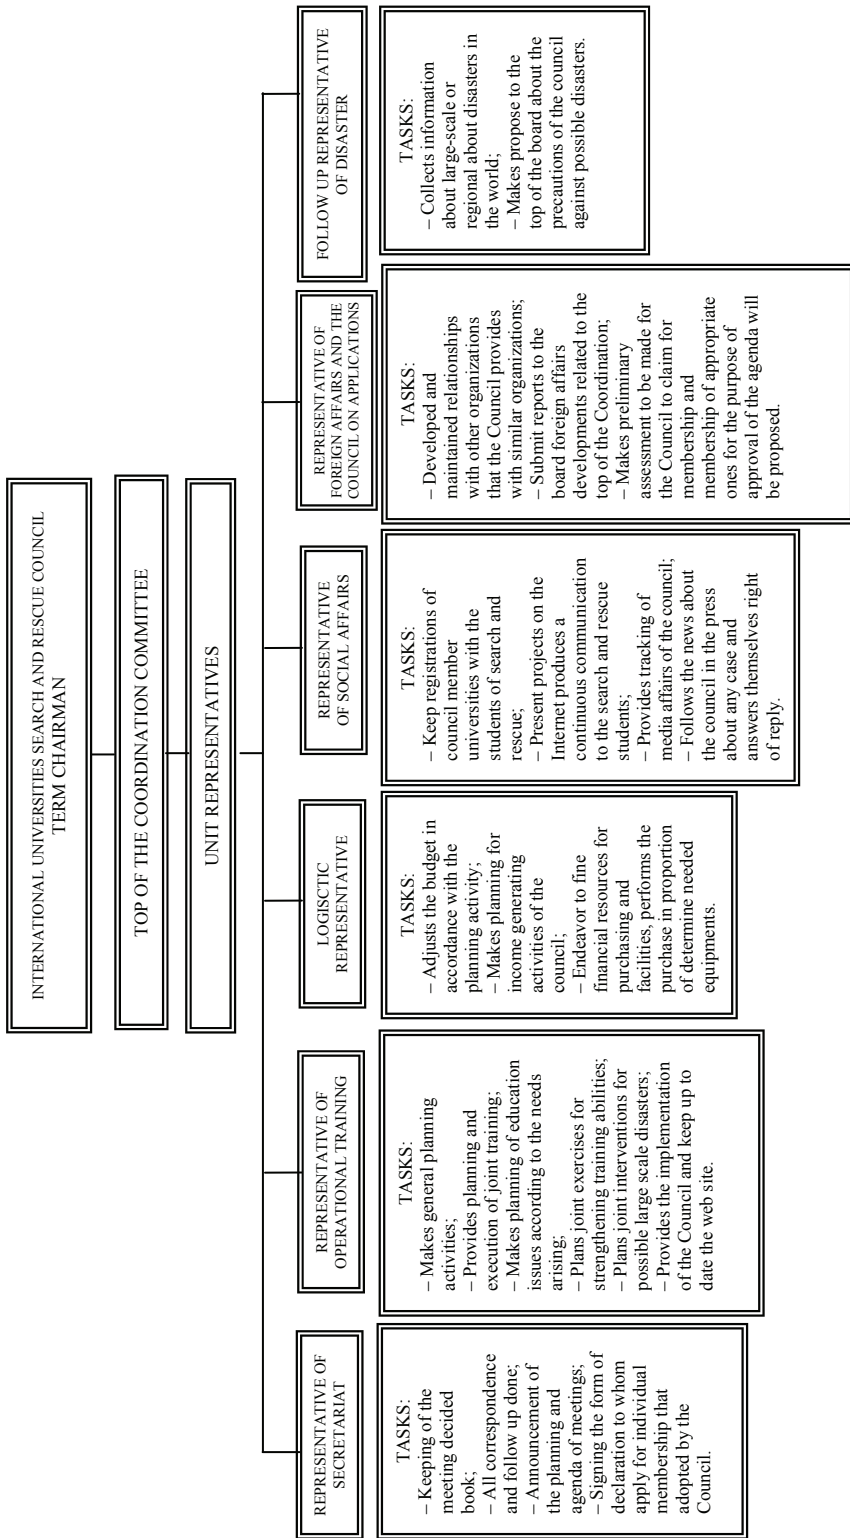 INTERNATIONAL UNIVERSITIES SEARCH AND RESCUE COUNCIL
TERM CHAIRMAN
TOP OF THE COORDINATION COMMITTEE
UNIT REPRESENTATIVES
REPRESENTATIVE OF
SECRETARIAT
TASKS:
– Keeping of the
meeting decided
book;
– All correspondence
and follow up done;
– Announcement of
the planning and
agenda of meetings;
– Signing the form of
declaration to whom
apply for individual
membership that
adopted by the
Council.
REPRESENTATIVE OF
OPERATIONAL TRAINING
TASKS:
– Makes general planning
activities;
– Provides planning and
execution of joint training;
– Makes planning of education
issues according to the needs
arising;
– Plans joint exercises for
strengthening training abilities;
– Plans joint interventions for
possible large scale disasters;
– Provides the implementation
of the Council and keep up to
date the web site.
LOGISCTIC
REPRESENTATIVE
TASKS:
– Adjusts the budget in
accordance with the
planning activity;
– Makes planning for
income generating
activities of the
council;
– Endeavor to fine
financial resources for
purchasing and
facilities, performs the
purchase in proportion
of determine needed
equipments.
REPRESENTATIVE
OF SOCIAL AFFAIRS
TASKS:
– Keep registrations of
council member
universities with the
students of search and
rescue;
– Present projects on the
Internet produces a
continuous communication
to the search and rescue
students;
– Provides tracking of
media affairs of the council;
– Follows the news about
the council in the press
about any case and
answers themselves right
of reply.
REPRESENTATIVE OF
FOREIGN AFFAIRS AND THE
COUNCIL ON APPLICATIONS
TASKS:
– Developed and
maintained relationships
with other organizations
that the Council provides
with similar organizations;
– Submit reports to the
board foreign affairs
developments related to the
top of the Coordination;
– Makes preliminary
assessment to be made for
the Council to claim for
membership and
membership of appropriate
ones for the purpose of
approval of the agenda will
be proposed.
FOLLOW UP REPRESENTATIVE
OF DISASTER
TASKS:
– Collects information
about large-scale or
regional about disasters in
the world;
– Makes propose to the
top of the board about the
precautions of the council
against possible disasters.